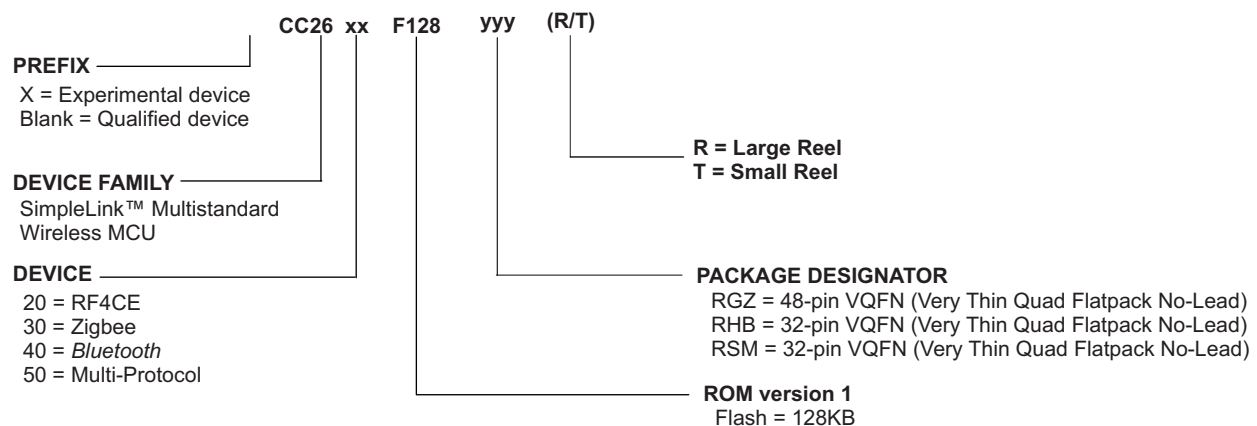 CC26 xx F128 yyy (R/T)
PREFIX
X = Experimental device
Blank = Qualified device
DEVICE FAMILY
SimpleLink™ Multistandard
Wireless MCU
DEVICE
20 = RF4CE
30 = Zigbee
40 = Bluetooth
50 = Multi-Protocol
R = Large Reel
T = Small Reel
PACKAGE DESIGNATOR
RGZ = 48-pin VQFN (Very Thin Quad Flatpack No-Lead)
RHB = 32-pin VQFN (Very Thin Quad Flatpack No-Lead)
RSM = 32-pin VQFN (Very Thin Quad Flatpack No-Lead)
ROM version 1
Flash = 128KB